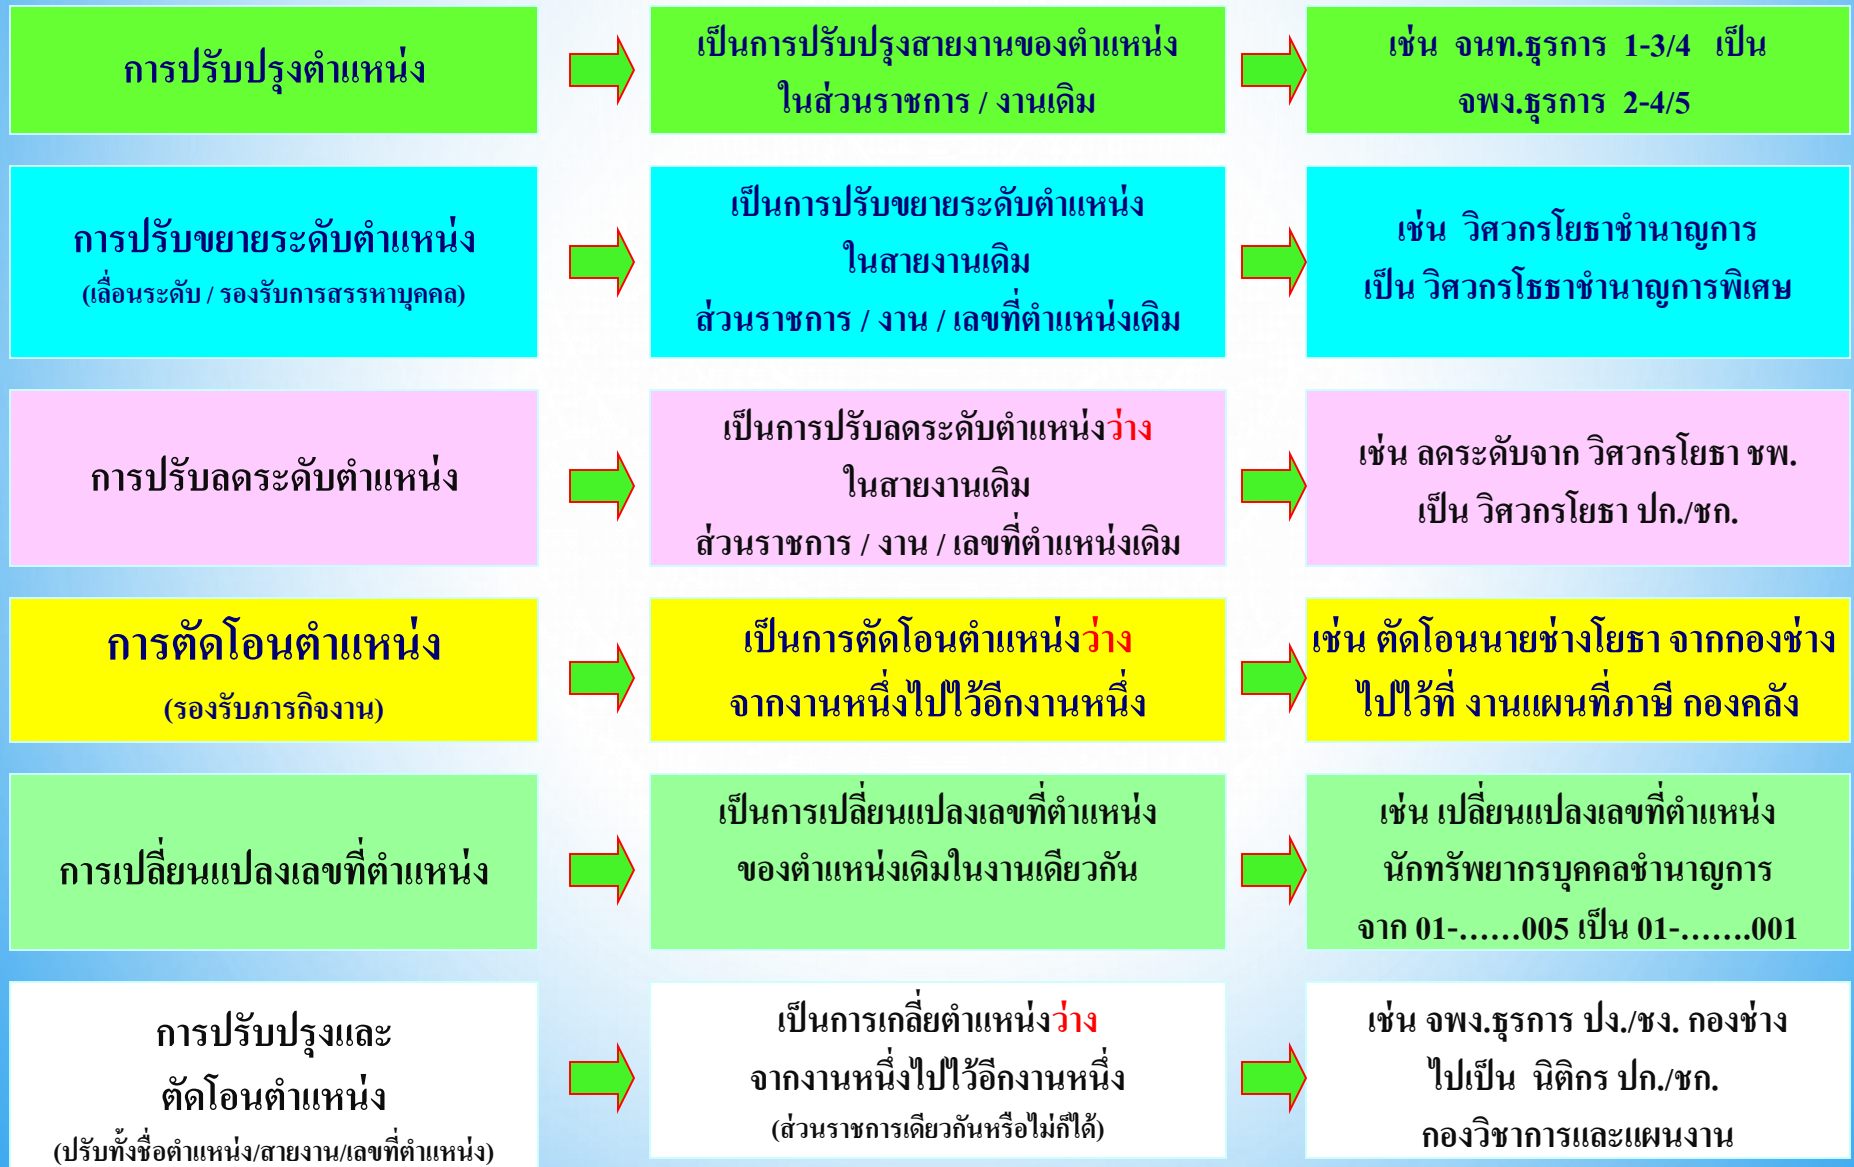 การปรับปรุงตำแหน่ง
เป็นการปรับปรุงสายงานของตำแหน่ง
ในส่วนราชการ / งานเดิม
เช่น จนท.ธุรการ 1-3/4 เป็น
จพง.ธุรการ 2-4/5
การปรับขยายระดับตำแหน่ง
(เลื่อนระดับ / รองรับการสรรหาบุคคล)
เป็นการปรับขยายระดับตำแหน่ง
ในสายงานเดิม
ส่วนราชการ / งาน / เลขที่ตำแหน่งเดิม
เช่น วิศวกรโยธาชำนาญการ
เป็น วิศวกรโธธาชำนาญการพิเศษ
การปรับลดระดับตำแหน่ง
เป็นการปรับลดระดับตำแหน่งว่าง
ในสายงานเดิม
ส่วนราชการ / งาน / เลขที่ตำแหน่งเดิม
เช่น ลดระดับจาก วิศวกรโยธา ชพ.
เป็น วิศวกรโยธา ปก./ชก.
การตัดโอนตำแหน่ง
(รองรับภารกิจงาน)
เป็นการตัดโอนตำแหน่งว่าง
จากงานหนึ่งไปไว้อีกงานหนึ่ง
เช่น ตัดโอนนายช่างโยธา จากกองช่าง
ไปไว้ที่ งานแผนที่ภาษี กองคลัง
การเปลี่ยนแปลงเลขที่ตำแหน่ง
เป็นการเปลี่ยนแปลงเลขที่ตำแหน่ง
ของตำแหน่งเดิมในงานเดียวกัน
เช่น เปลี่ยนแปลงเลขที่ตำแหน่ง
นักทรัพยากรบุคคลชำนาญการ
จาก 01-……005 เป็น 01-…….001
การปรับปรุงและ
ตัดโอนตำแหน่ง
(ปรับทั้งชื่อตำแหน่ง/สายงาน/เลขที่ตำแหน่ง)
เป็นการเกลี่ยตำแหน่งว่าง
จากงานหนึ่งไปไว้อีกงานหนึ่ง
(ส่วนราชการเดียวกันหรือไม่ก็ได้)
เช่น จพง.ธุรการ ปง./ชง. กองช่าง
ไปเป็น นิติกร ปก./ชก.
กองวิชาการและแผนงาน